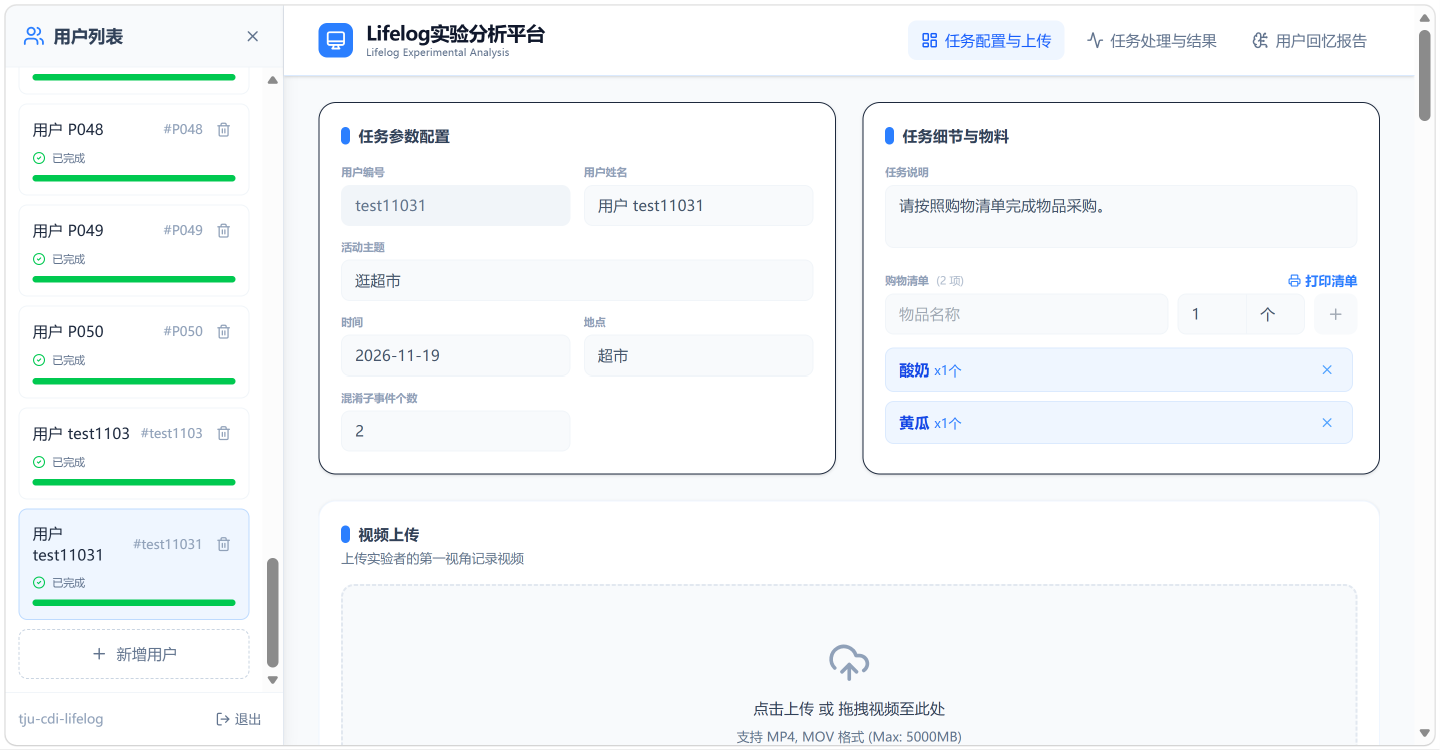 用户列表
用户 P048 #P048
已完成
用户 P049 #P049
已完成
用户 P050 #P050
已完成
用户 test1103 #test1103
已完成
用户
test11031
#test11031
已完成
新增用户
tju-cdi-lifelog 退出
Lifelog实验分析平台
Lifelog Experimental Analysis
任务配置与上传 任务处理与结果 用户回忆报告
任务参数配置
用户编号 用户姓名
test11031 用户 test11031
活动主题
逛超市
时间 地点
2026-11-19 超市
混淆子事件个数
2
任务细节与物料
任务说明
请按照购物清单完成物品采购。
购物清单 (2 项) 打印清单
物品名称 1 个
酸奶 x1个
黄瓜 x1个
视频上传
上传实验者的第一视角记录视频
点击上传 或 拖拽视频至此处
支持 MP4, MOV 格式 (Max: 5000MB)